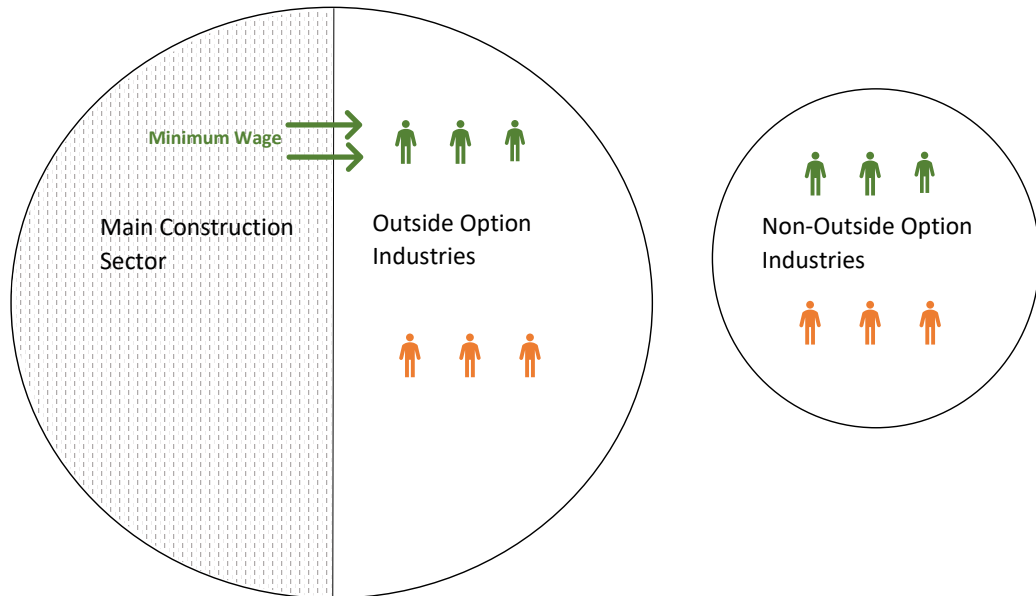 Minimum Wage
Main Construction
Sector
Outside Option
Industries
Non-Outside Option
Industries